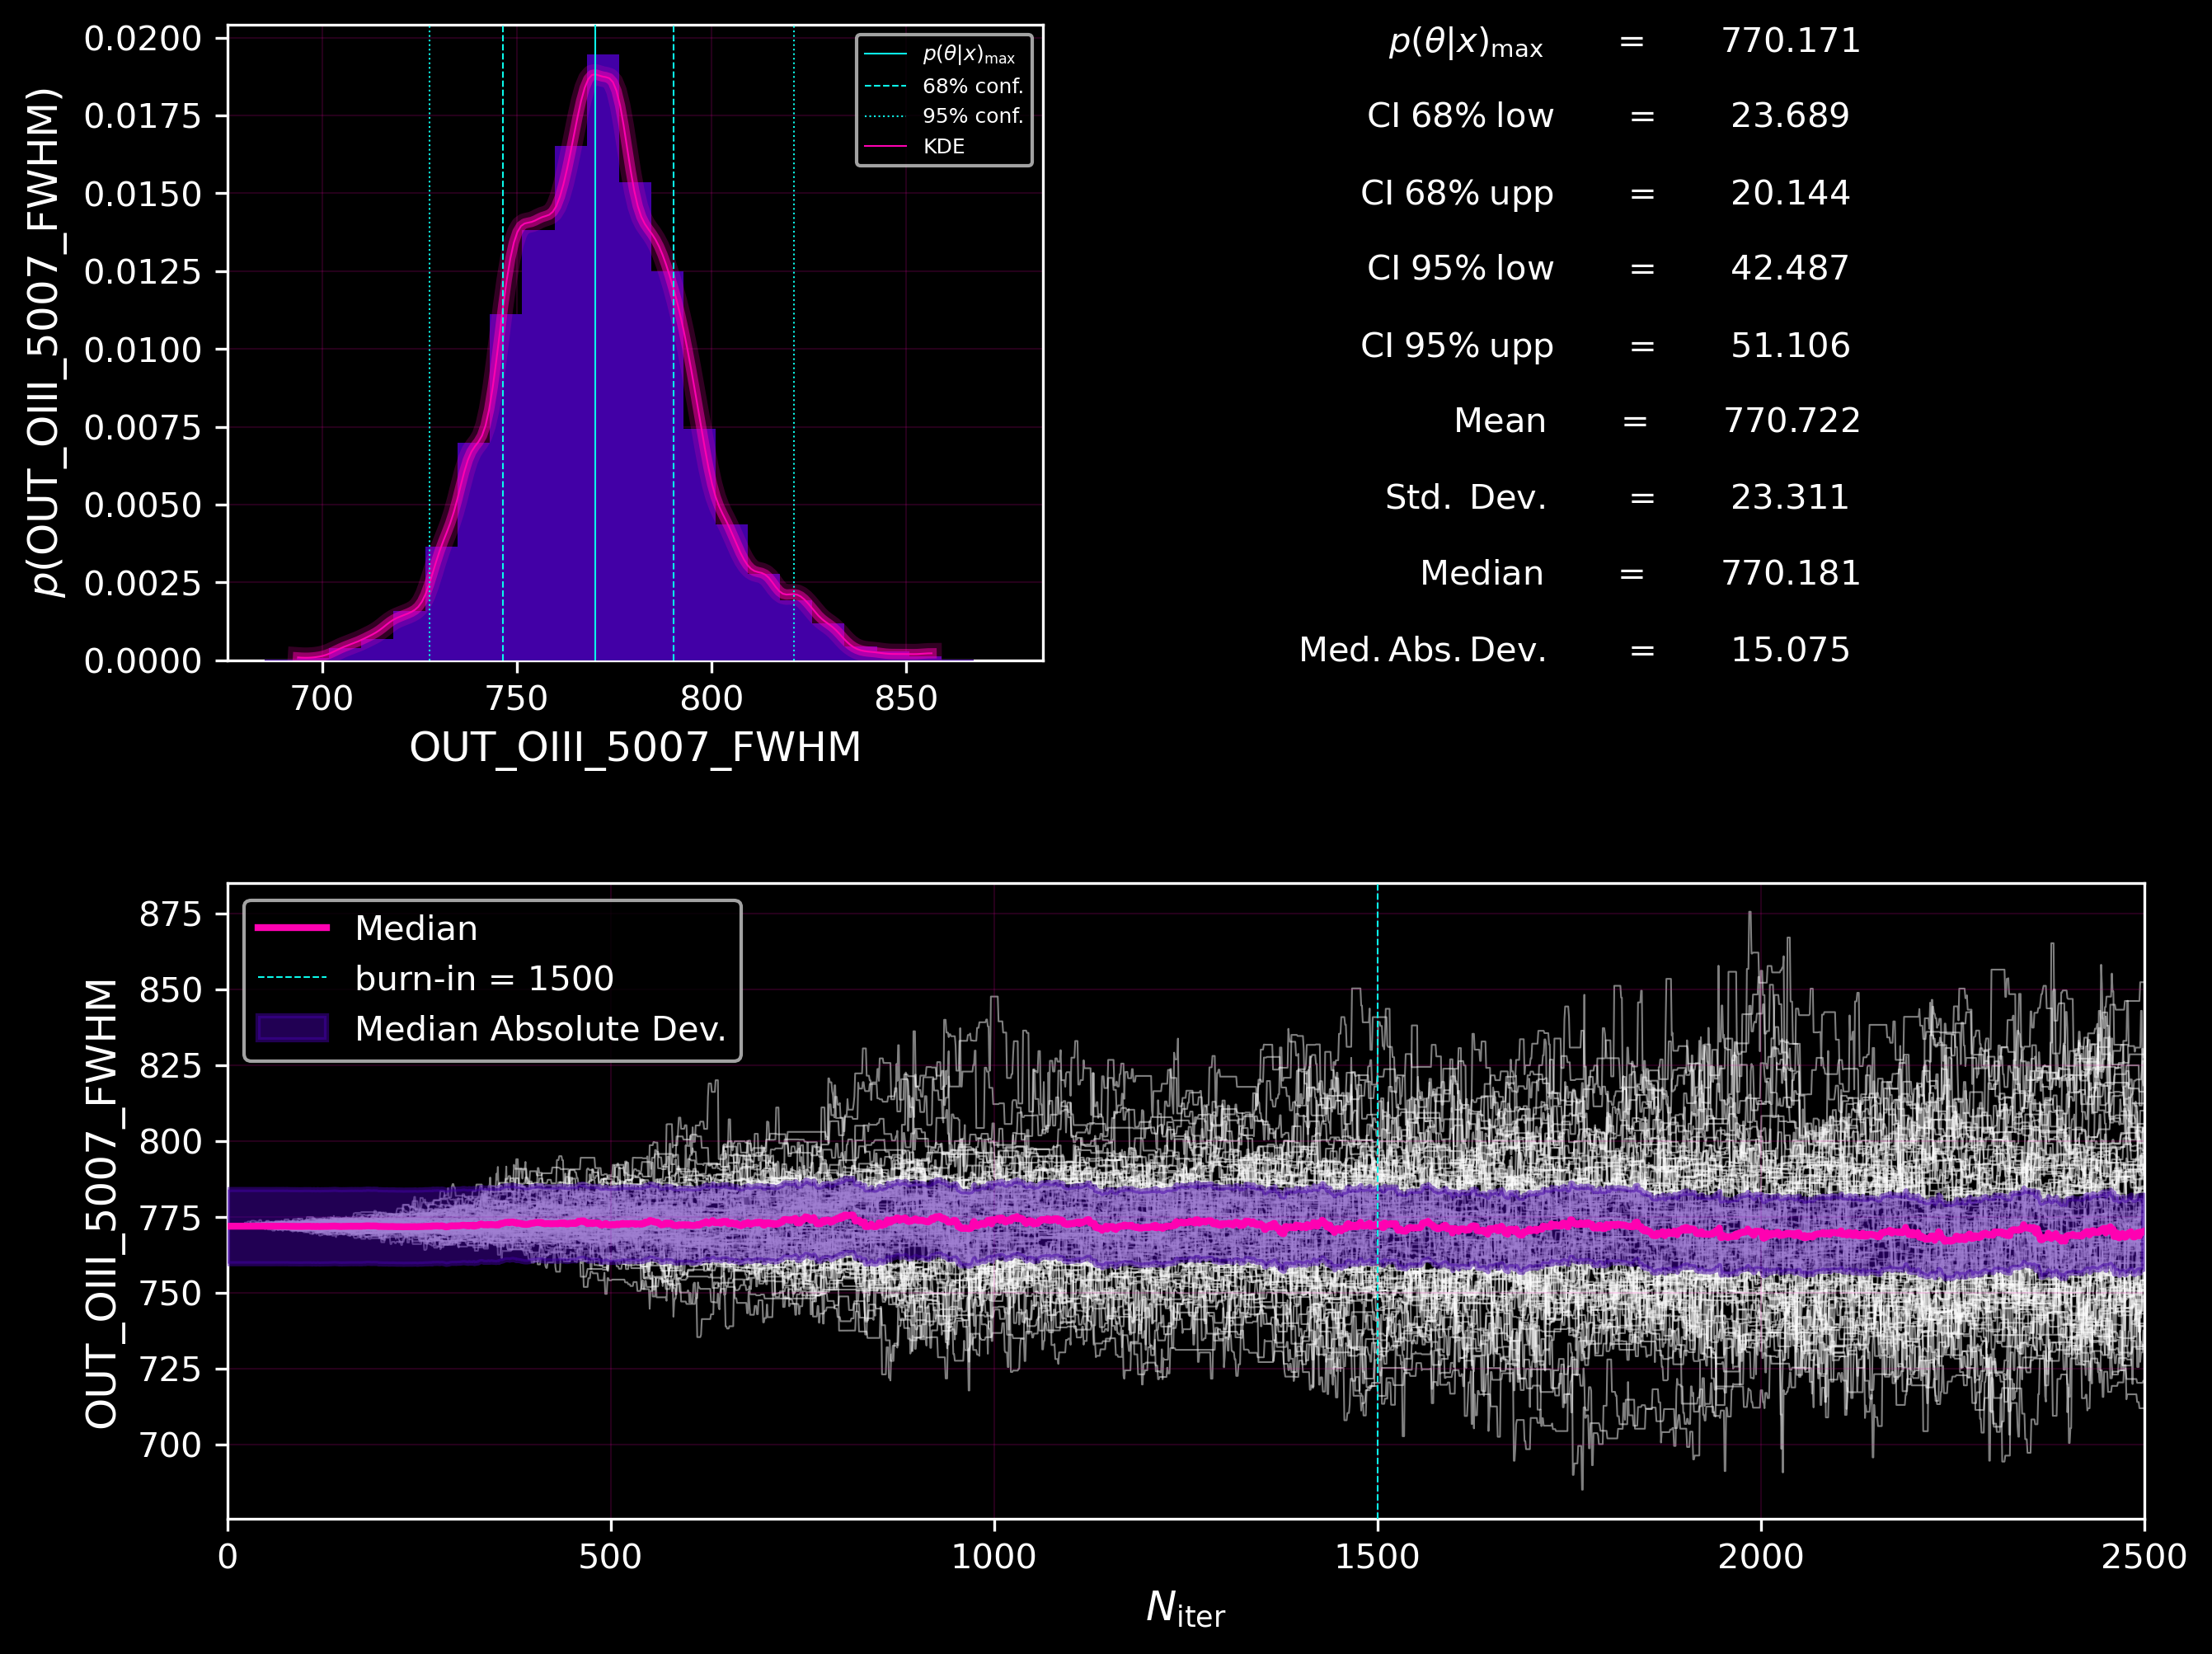 0.0200
0.0175
0.0150
0.0125
0.0100
0.0075
0.0050
0.0025
0.0000
p(OUT_OIII_5007_FWHM)
700 750 800 850
OUT_OIII_5007_FWHM
p(θ|x)max
68% conf.
95% conf.
KDE
p(θ|x)max = 770.171
CI 68% low = 23.689
CI 68% upp = 20.144
CI 95% low = 42.487
CI 95% upp = 51.106
Mean = 770.722
Std. Dev. = 23.311
Median = 770.181
Med. Abs. Dev. = 15.075
875
850
825
800
775
750
725
700
OUT_OIII_5007_FWHM
Median
burn-in = 1500
Median Absolute Dev.
0 500 1000 1500 2000 2500
Niter